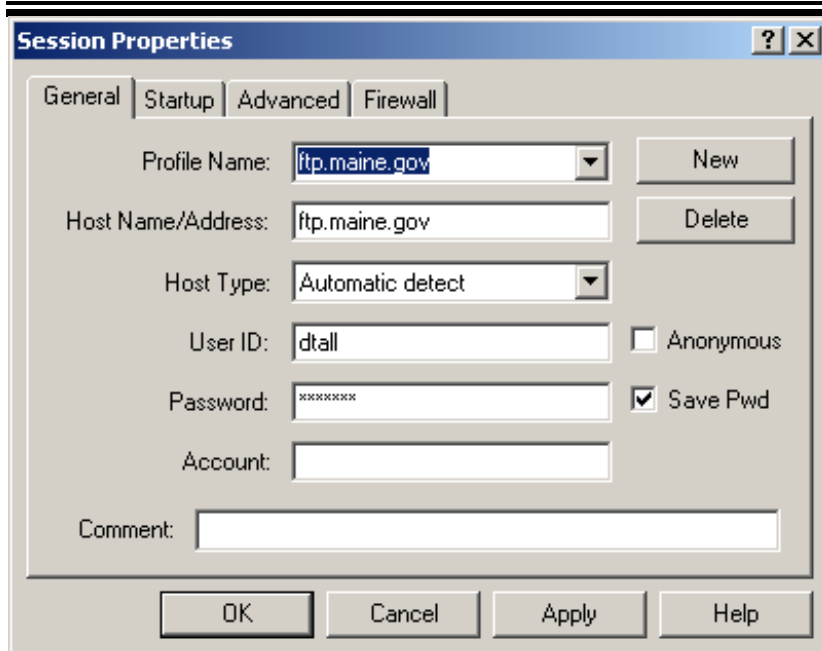 Session Properties
General Startup Advanced Firewall
Profile Name: ftp.maine.gov New
Host Name/Address: ftp.maine.gov Delete
Host Type: Automatic detect
User ID: dtall Anonymous
Password: ******* Save Pwd
Account:
Comment:
OK Cancel Apply Help